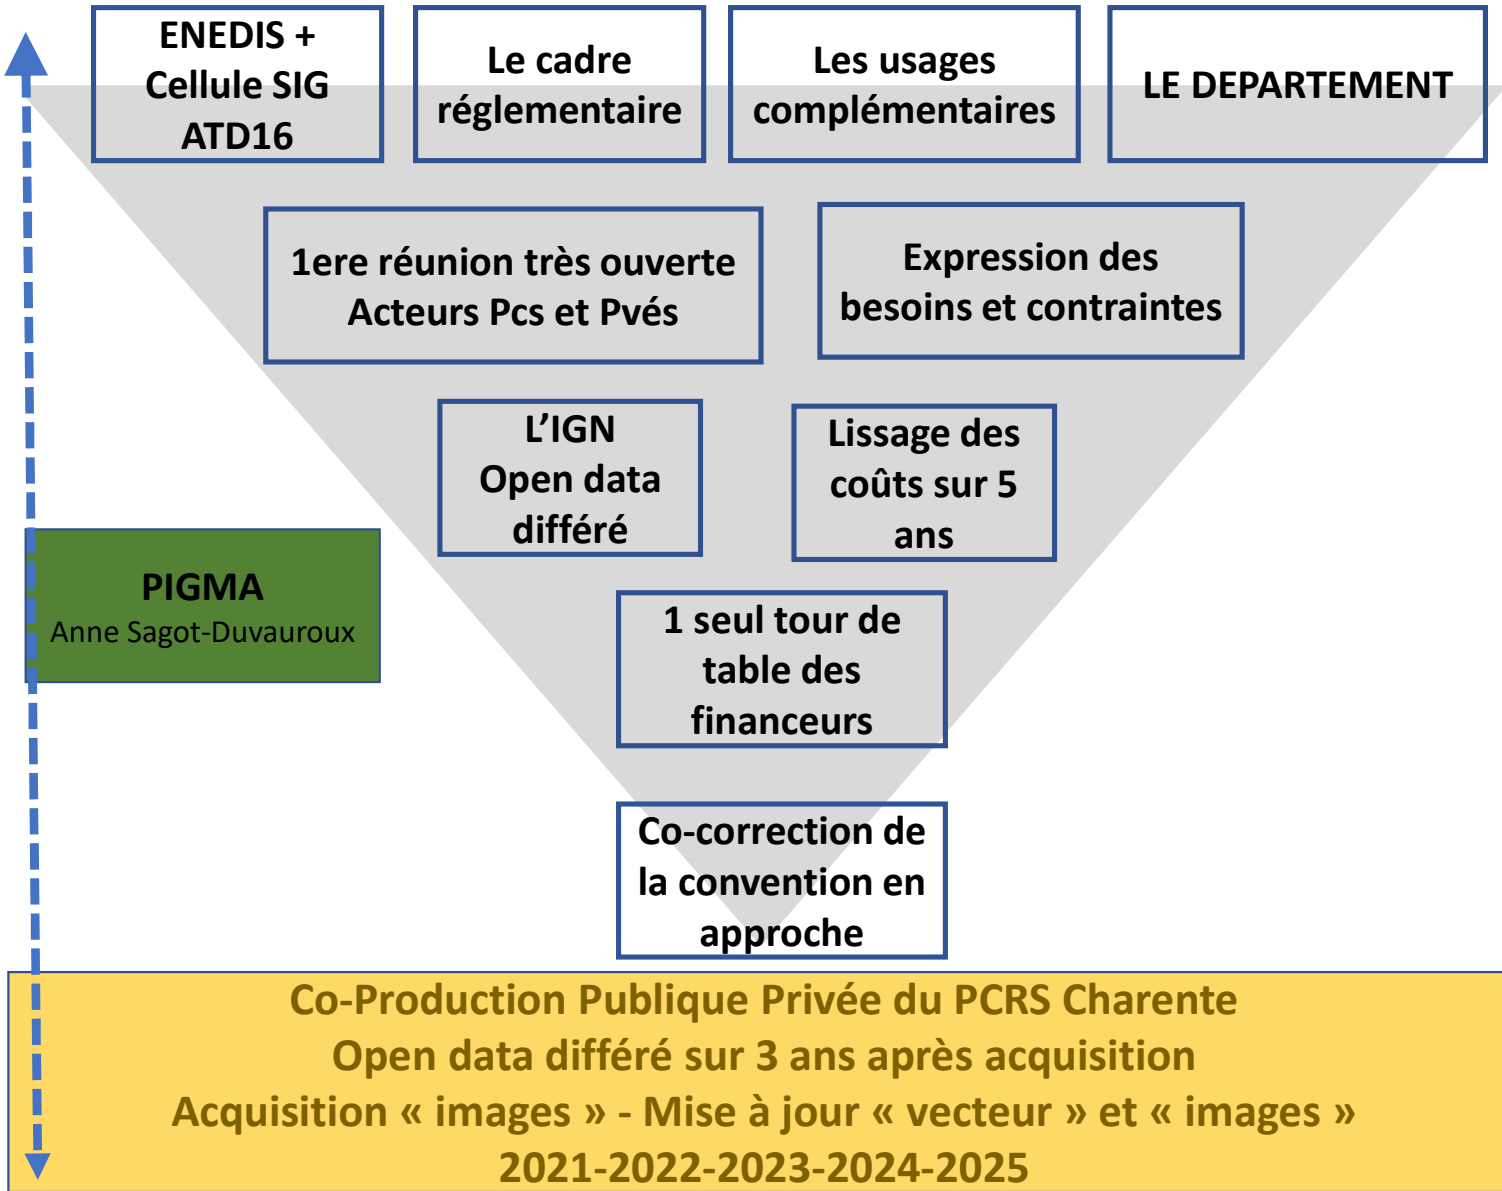 ENEDIS +
Cellule SIG
ATD16
Le cadre
réglementaire
Les usages
complémentaires
LE DEPARTEMENT
1ere réunion très ouverte
Acteurs Pcs et Pvés
Expression des
besoins et contraintes
L’IGN
Open data
différé
Lissage des
coûts sur 5
ans
PIGMA
Anne Sagot-Duvauroux
1 seul tour de
table des
financeurs
Co-correction de
la convention en
approche
Co-Production Publique Privée du PCRS Charente
Open data différé sur 3 ans après acquisition
Acquisition « images » - Mise à jour « vecteur » et « images »
2021-2022-2023-2024-2025